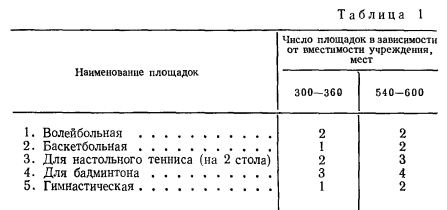 Таблица 1
Наименование площадок
Число площадок в зависимости
от вместимости учреждения,
мест
300—360 540—600
1. Волейбольная . . . . . . . . . . . 2 2
2. Баскетбольная . . . . . . . . . . 1 2
3. Для настольного тенниса (на 2 стола) 2 3
4. Для бадминтона . . . . . . . . . 3 4
5. Гимнастическая . . . . . . . . . . 1 2